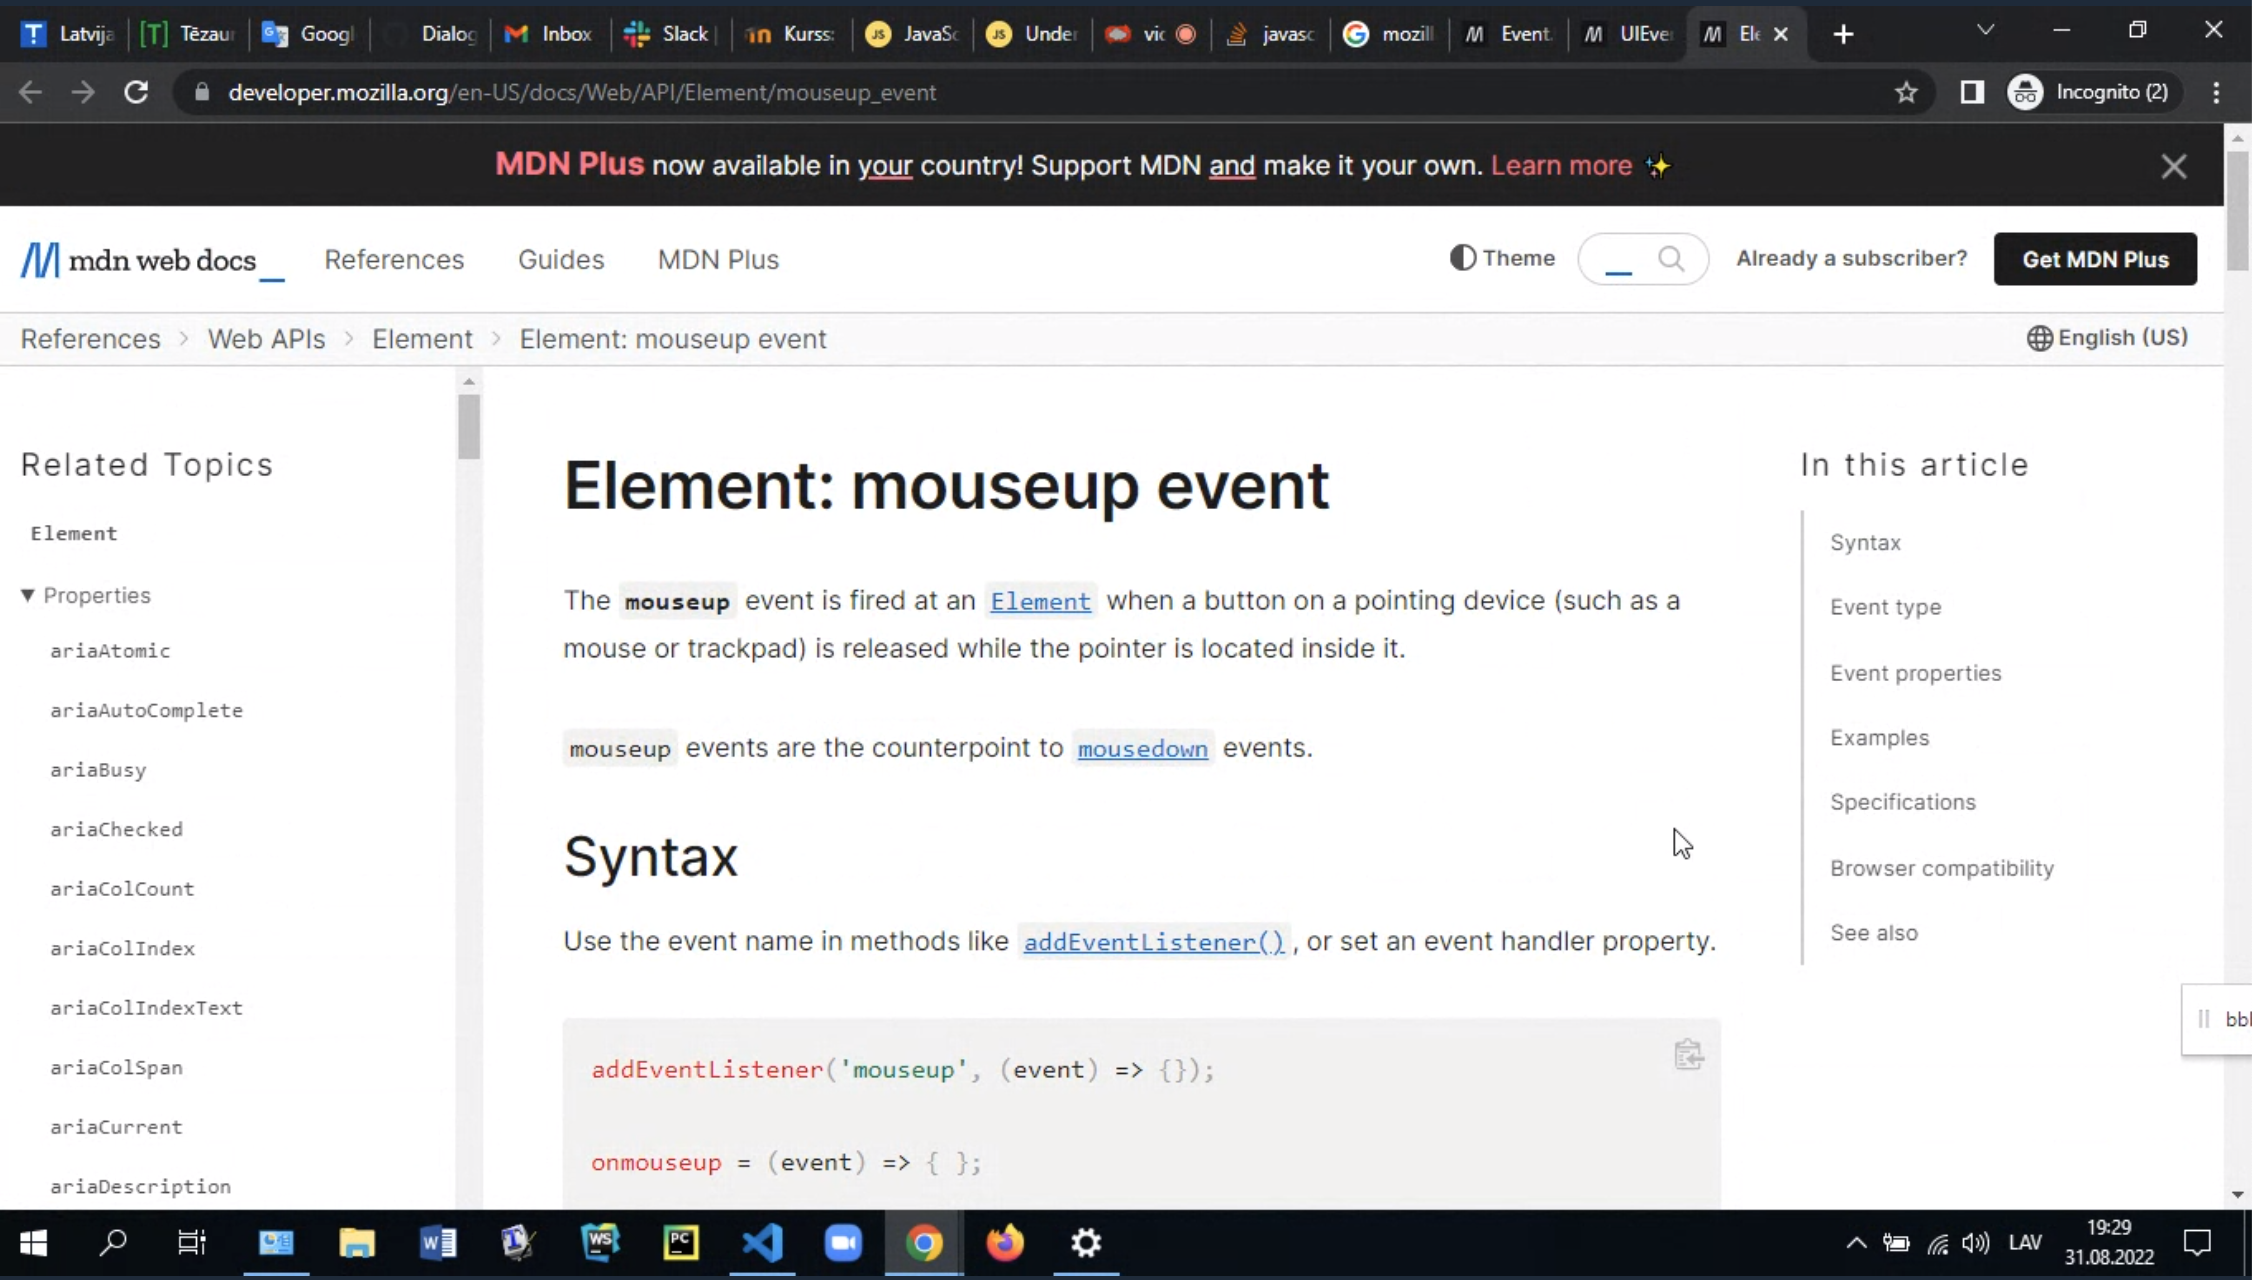 Latvija
[T] Tēzaur
Googl
Dialog
Inbox
Slack
Kurss:
JavaSc
Under
vic
javasc
mozill
Event
UIEve
Ele
developer.mozilla.org/en-US/docs/Web/API/Element/mouseup_event
Incognito (2)
MDN Plus now available in your country! Support MDN and make it your own. Learn more ✨
mdn web docs_
References
Guides
MDN Plus
Theme
Already a subscriber?
Get MDN Plus
References > Web APIs > Element > Element: mouseup event
English (US)
Related Topics
Element
▼ Properties
ariaAtomic
ariaAutoComplete
ariaBusy
ariaChecked
ariaColCount
ariaColIndex
ariaColIndexText
ariaColSpan
ariaCurrent
ariaDescription
Element: mouseup event
The mouseup event is fired at an Element when a button on a pointing device (such as a
mouse or trackpad) is released while the pointer is located inside it.
mouseup events are the counterpoint to mousedown events.
Syntax
Use the event name in methods like addEventListener(), or set an event handler property.
addEventListener('mouseup', (event) => {});
onmouseup = (event) => { };
In this article
Syntax
Event type
Event properties
Examples
Specifications
Browser compatibility
See also
LAV
19:29
31.08.2022